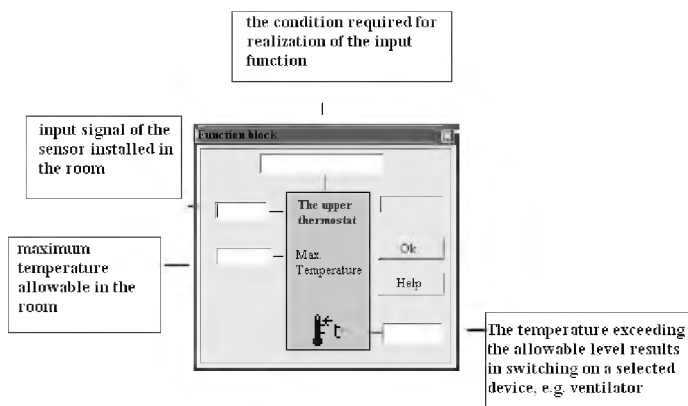 the condition required for
realization of the input
function
input signal of the
sensor installed in
the room
Function block
The upper
thermostat
maximum
temperature
allowable in the
room
Max.
Temperature
Ok
Help
t
The temperature exceeding
the allowable level results
in switching on a selected
device, e.g. ventilator